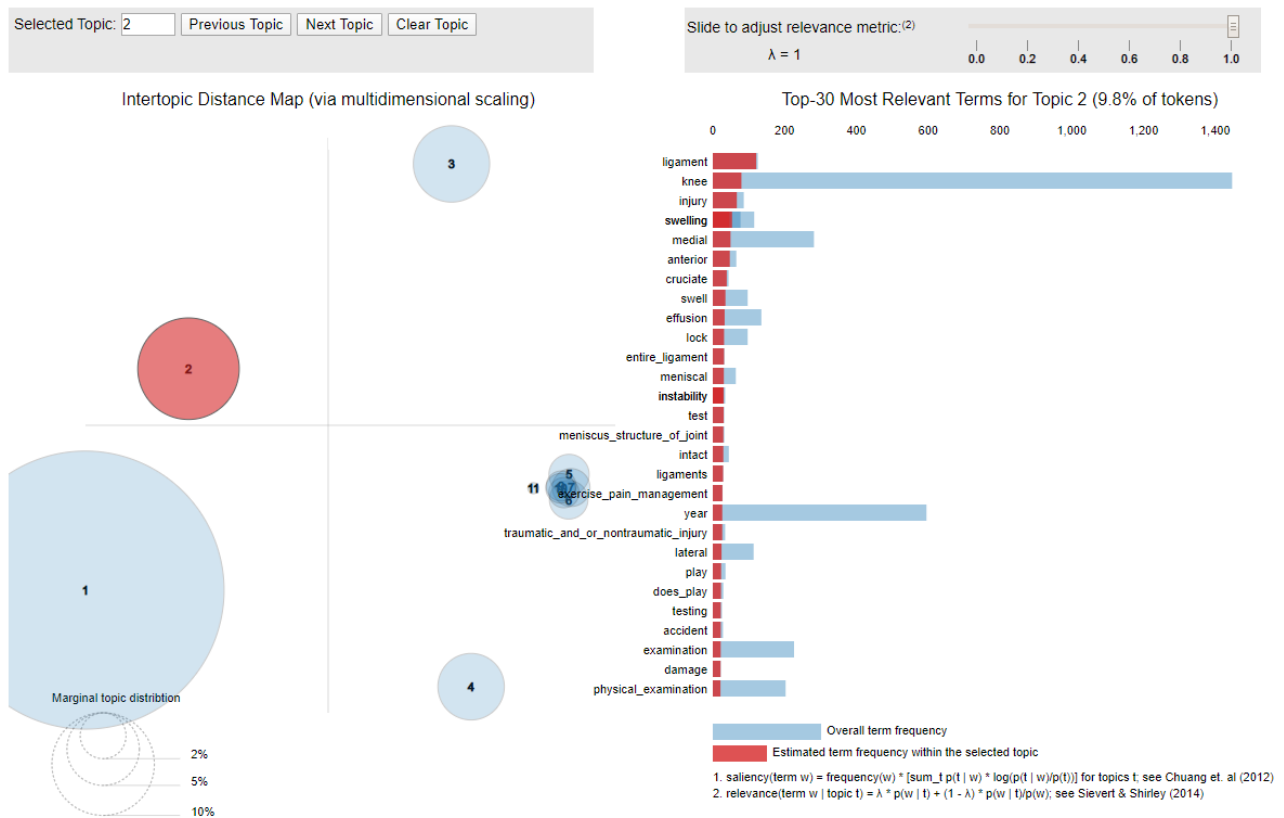 Selected Topic: 2 Previous Topic Next Topic Clear Topic
Slide to adjust relevance metric:(2)
λ = 1
0.0 0.2 0.4 0.6 0.8 1.0
Intertopic Distance Map (via multidimensional scaling)
3
2
5
11
7
6
1
4
Marginal topic distribtion
2%
5%
10%
Top-30 Most Relevant Terms for Topic 2 (9.8% of tokens)
0 200 400 600 800 1,000 1,200 1,400
ligament
knee
injury
swelling
medial
anterior
cruciate
swell
effusion
lock
entire_ligament
meniscal
instability
test
meniscus_structure_of_joint
intact
ligaments
exercise_pain_management
year
traumatic_and_or_nontraumatic_injury
lateral
play
does_play
testing
accident
examination
damage
physical_examination
Overall term frequency
Estimated term frequency within the selected topic
1. saliency(term w) = frequency(w) * [sum_t p(t | w) * log(p(t | w)/p(t))] for topics t; see Chuang et. al (2012)
2. relevance(term w | topic t) = λ * p(w | t) + (1 - λ) * p(w | t)/p(w); see Sievert & Shirley (2014)